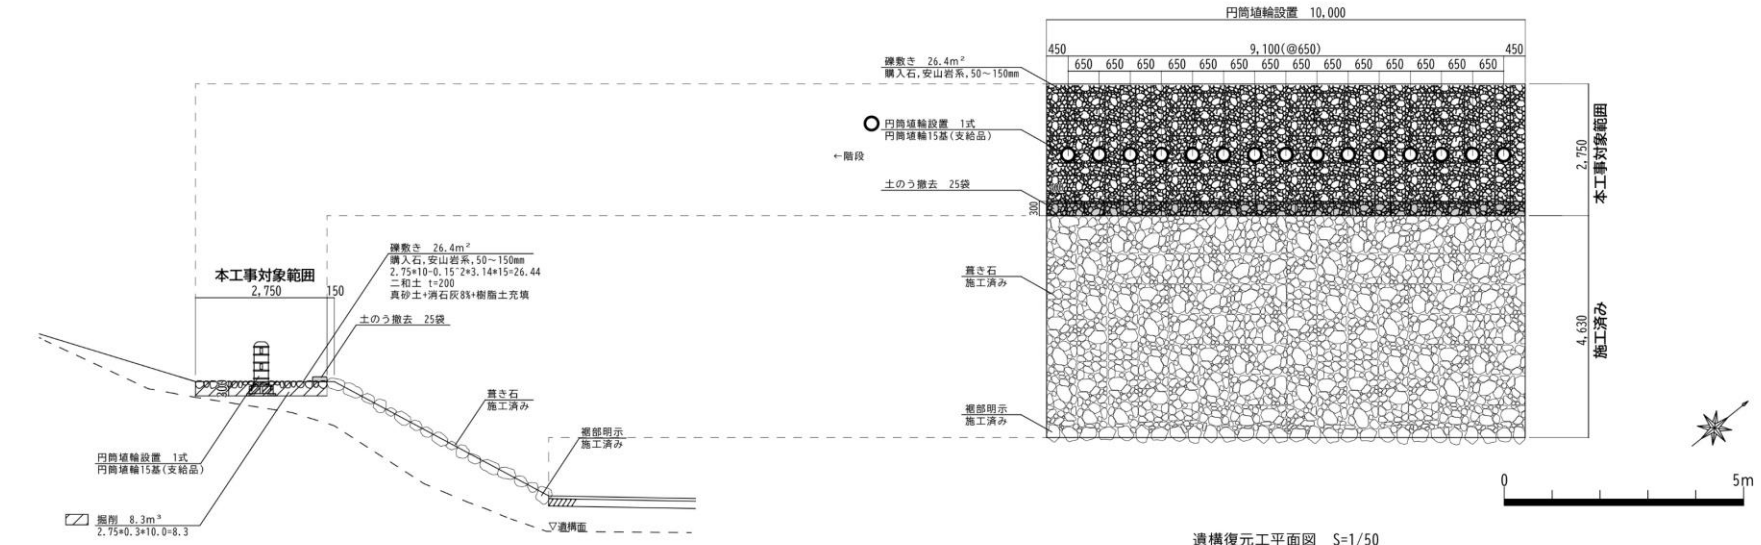 本工事対象範囲
2,750
150
礫敷き 26.4m²
購入石,安山岩系,50～150mm
2.75*10-0.15^2*3.14*15=26.44
二和土 t=200
真砂土+消石灰8%+樹脂土充填
土のう撤去 25袋
300
葺き石
施工済み
裾部明示
施工済み
円筒埴輪設置 1式
円筒埴輪15基(支給品)
掘削 8.3m³
2.75*0.3*10.0=8.3
▽遺構面
円筒埴輪設置 10,000
450
9,100(@650)
450
650 650 650 650 650 650 650 650 650 650 650 650 650 650
礫敷き 26.4m²
購入石,安山岩系,50～150mm
円筒埴輪設置 1式
円筒埴輪15基(支給品)
←階段
土のう撤去 25袋
300
2,750
本工事対象範囲
葺き石
施工済み
4,630
施工済み
裾部明示
施工済み
0
5m
遺構復元工平面図 S=1/50